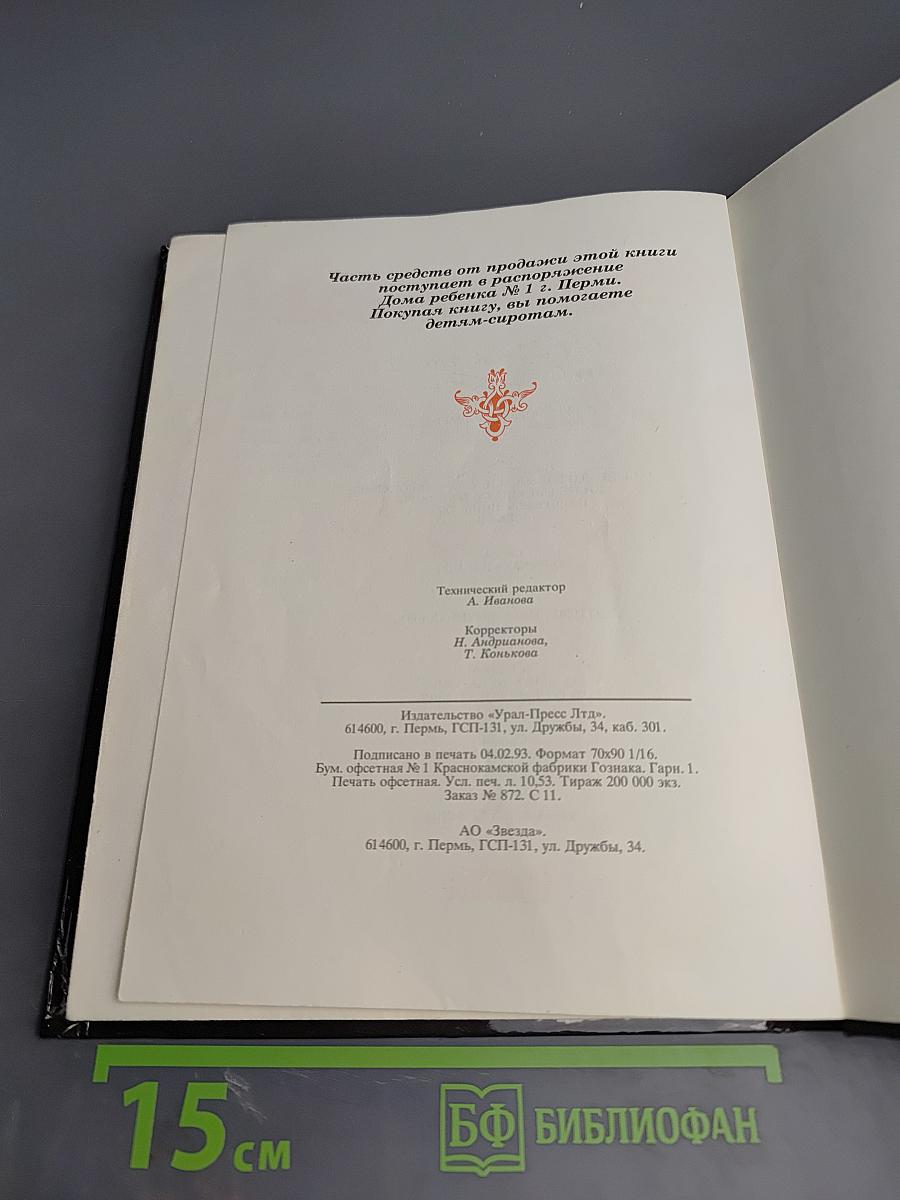 Часть средств от продажи этой книги
поступает в распоряжение
Дома ребенка № 1 г. Перми.
Покупая книгу, вы помогаете
детям-сиротам.
Технический редактор
А. Иванова
Корректоры
Н. Андрианова,
Т. Конькова
Издательство «Урал-Пресс Лтд».
614600, г. Пермь, ГСП-131, ул. Дружбы, 34, каб. 301.
Подписано в печать 04.02.93. Формат 70х90 1/16.
Бум. офсетная № 1 Краснокамской фабрики Гознака. Гарн. 1.
Печать офсетная. Усл. печ. л. 10,53. Тираж 200 000 экз.
Заказ № 872. С 11.
АО «Звезда».
614600, г. Пермь, ГСП-131, ул. Дружбы, 34.
15 см
БФ БИБЛИОФАН